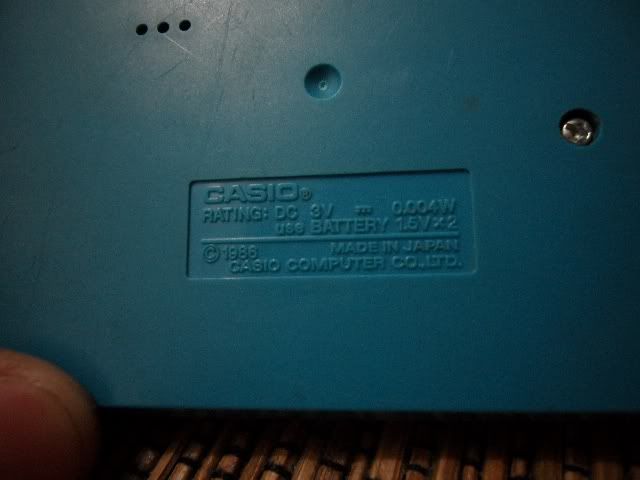 CASIO®
RATING: DC 3V ⎓ 0.004W
USE BATTERY 1.5V×2
©1986 MADE IN JAPAN
CASIO COMPUTER CO.,LTD.